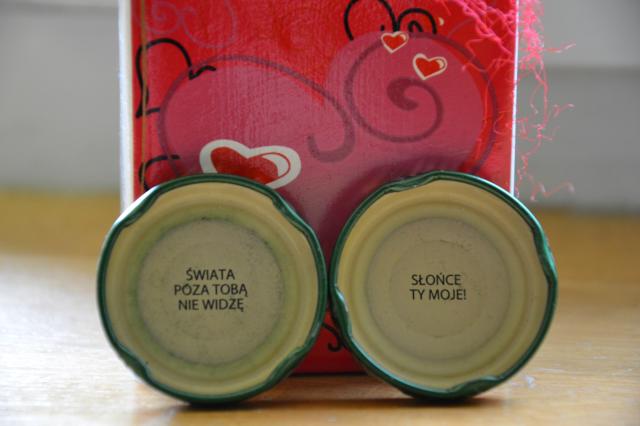 ŚWIATA
POZA TOBĄ
NIE WIDZĘ
SŁOŃCE
TY MOJE!